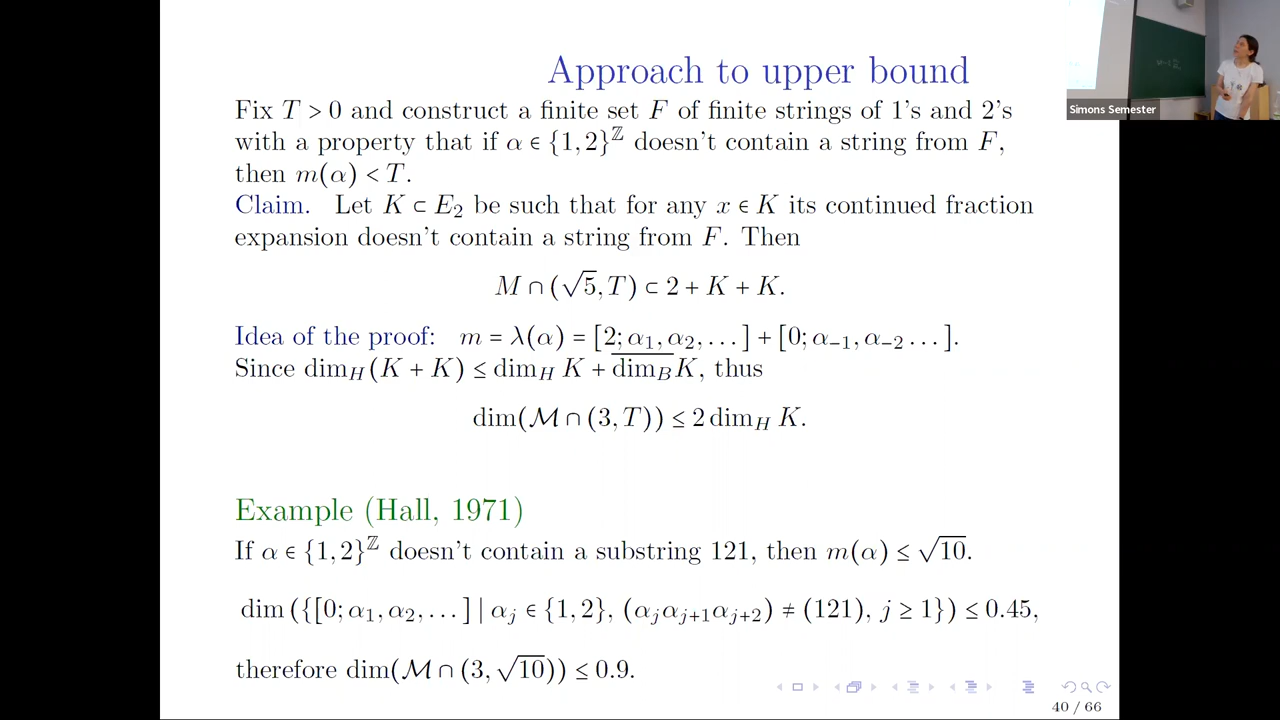 Approach to upper bound
Fix T > 0 and construct a finite set F of finite strings of 1's and 2's
with a property that if α ∈ {1, 2}^ℤ doesn't contain a string from F,
then m(α) < T.
Claim. Let K ⊂ E₂ be such that for any x ∈ K its continued fraction
expansion doesn't contain a string from F. Then
M ∩ (√5, T) ⊂ 2 + K + K.
Idea of the proof: m = λ(α) = [2; α₁, α₂, . . . ] + [0; α₋₁, α₋₂ . . . ].
Since dim_H(K + K) ≤ dim_H K + \overline{dim}_B K, thus
dim(ℳ ∩ (3, T)) ≤ 2 dim_H K.
Example (Hall, 1971)
If α ∈ {1, 2}^ℤ doesn't contain a substring 121, then m(α) ≤ √10.
dim ({[0; α₁, α₂, . . . ] | α_j ∈ {1, 2}, (α_jα_{j+1}α_{j+2}) ≠ (121), j ≥ 1}) ≤ 0.45,
therefore dim(ℳ ∩ (3, √10)) ≤ 0.9.
40 / 66
Simons Semester